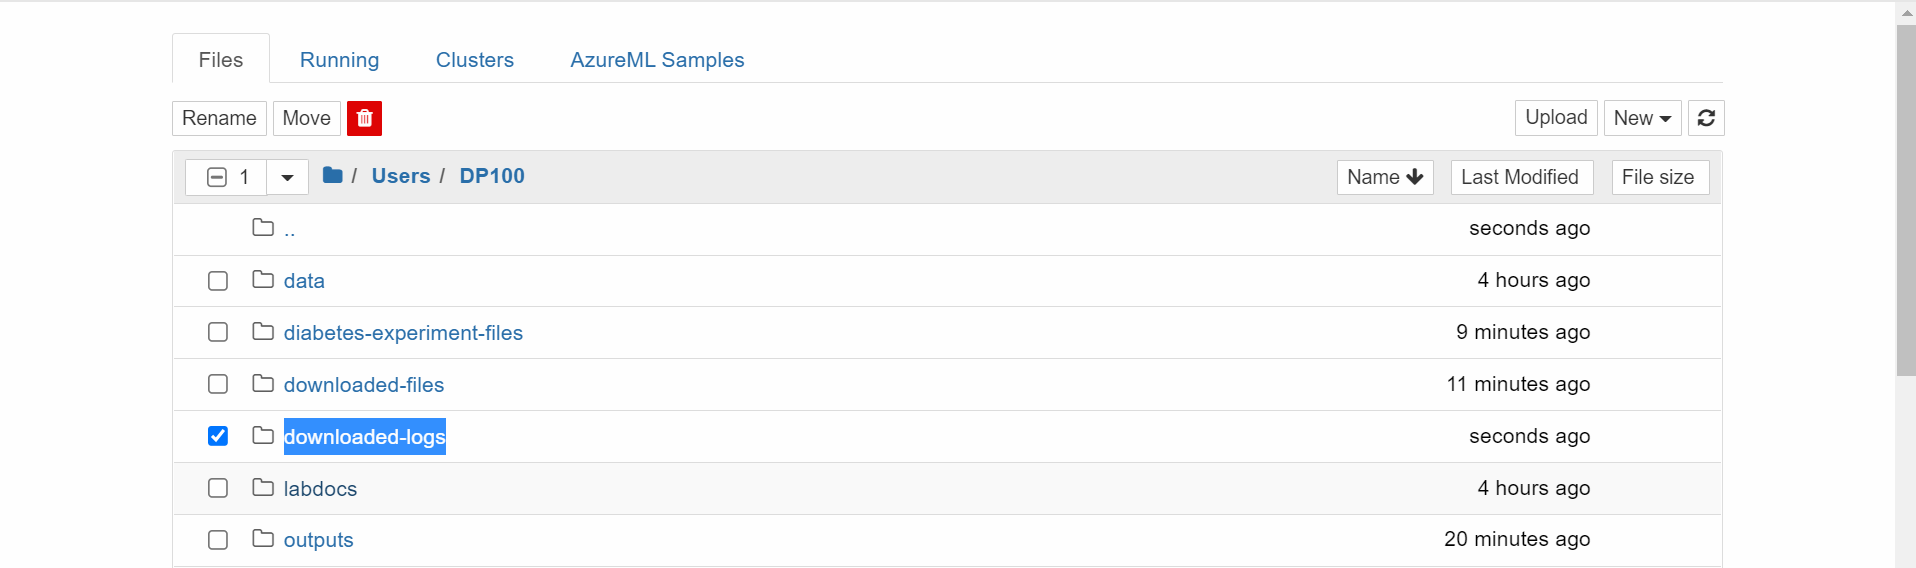 Files Running Clusters AzureML Samples
Rename Move Upload New
1 / Users / DP100 Name Last Modified File size
.. seconds ago
data 4 hours ago
diabetes-experiment-files 9 minutes ago
downloaded-files 11 minutes ago
downloaded-logs seconds ago
labdocs 4 hours ago
outputs 20 minutes ago